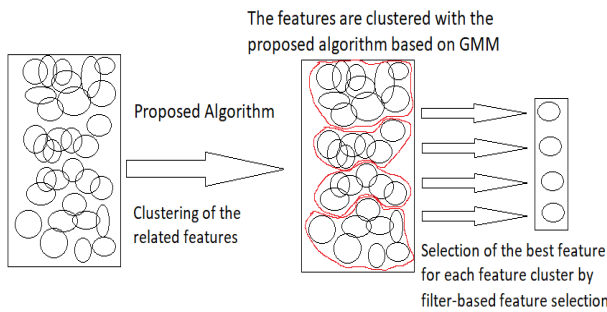 The features are clustered with the
proposed algorithm based on GMM
Proposed Algorithm
Clustering of the
related features
Selection of the best feature
for each feature cluster by
filter-based feature selection